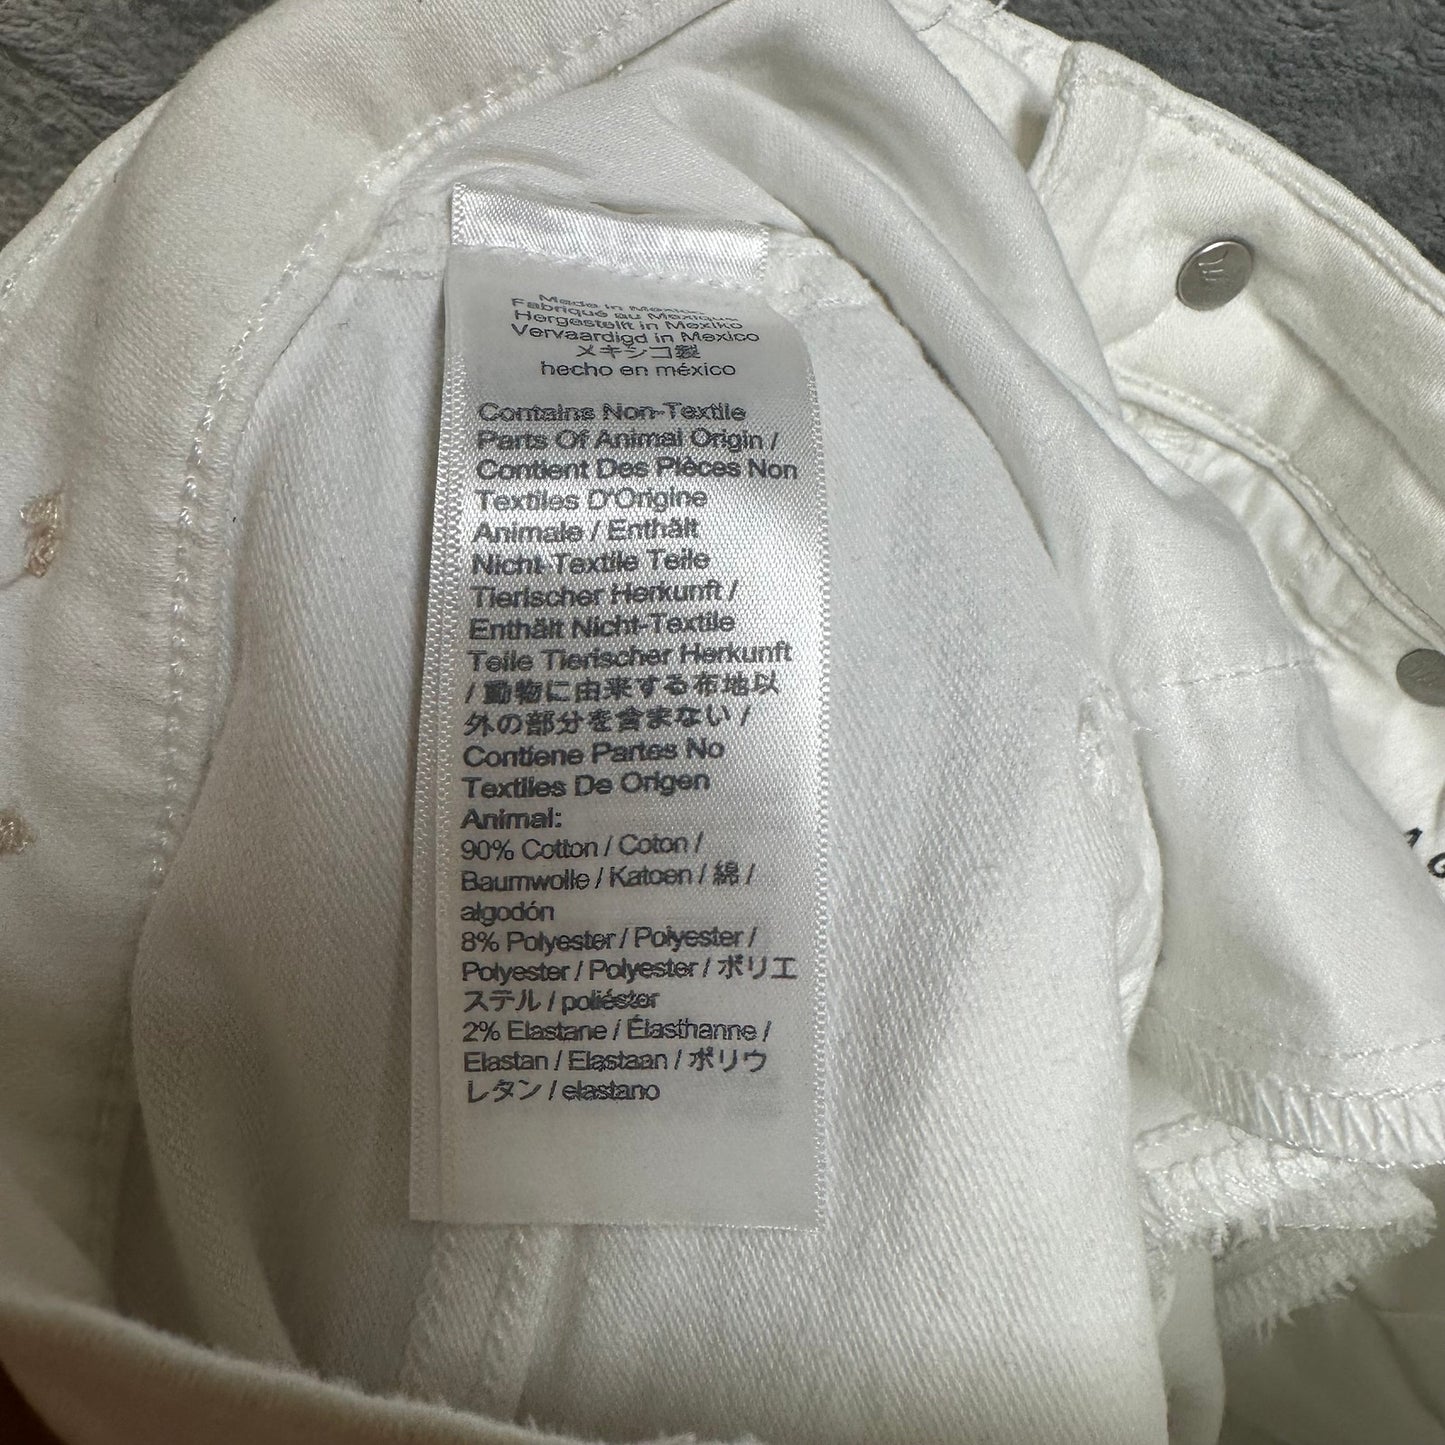 Made in Mexico
Fabriqué au Mexique
Hergestellt in Mexiko
Vervaardigd in Mexico
メキシコ製
hecho en méxico
Contains Non-Textile
Parts Of Animal Origin /
Contient Des Pièces Non
Textiles D'Origine
Animale / Enthält
Nicht-Textile Teile
Tierischer Herkunft /
Enthält Nicht-Textile
Teile Tierischer Herkunft
/ 動物に由来する布地以
外の部分を含まない /
Contiene Partes No
Textiles De Origen
Animal:
90% Cotton / Coton /
Baumwolle / Katoen / 綿 /
algodón
8% Polyester / Polyester /
Polyester / Polyester / ポリエ
ステル / poliéster
2% Elastane / Élasthanne /
Elastan / Elastaan / ポリウ
レタン / elastano
AG